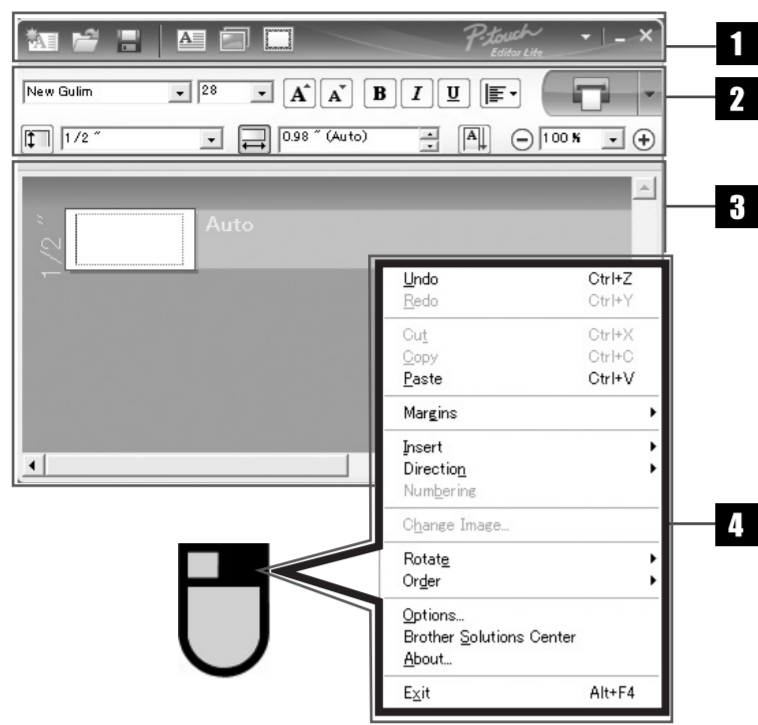 A
A
P-touch
Editor Lite
1
New Gulim
28
A
A
B
I
U
2
1/2 "
0.98 " (Auto)
A
100 %
1/2 "
Auto
3
Undo Ctrl+Z
Redo Ctrl+Y
Cut Ctrl+X
Copy Ctrl+C
Paste Ctrl+V
Margins
Insert
Direction
Numbering
Change Image...
Rotate
Order
Options...
Brother Solutions Center
About...
Exit Alt+F4
4